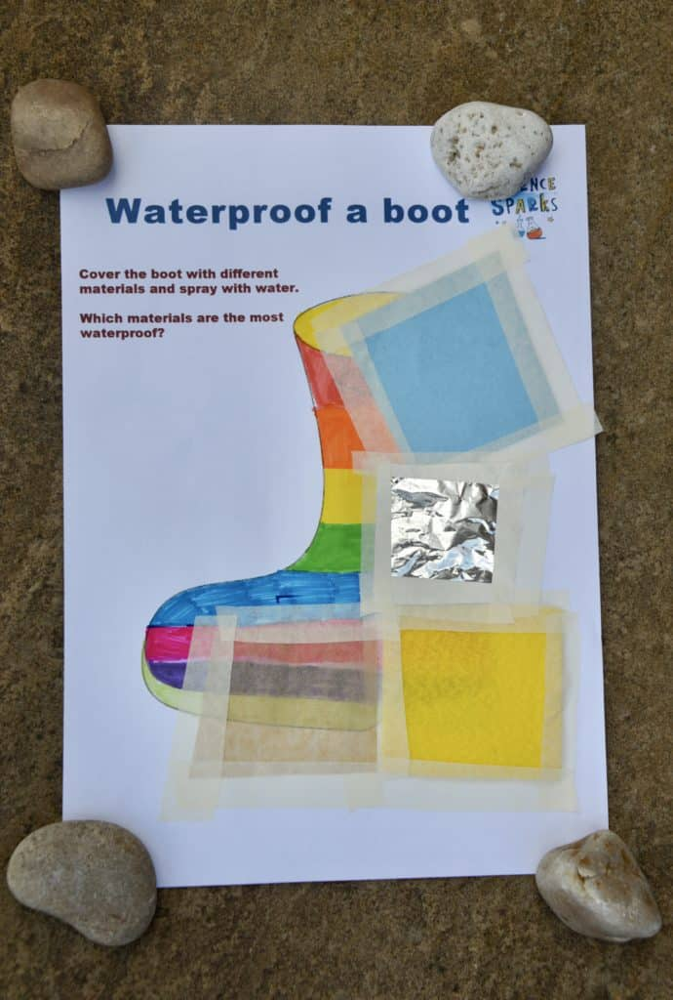 Waterproof a boot
SPARKS
Cover the boot with different
materials and spray with water.
Which materials are the most
waterproof?